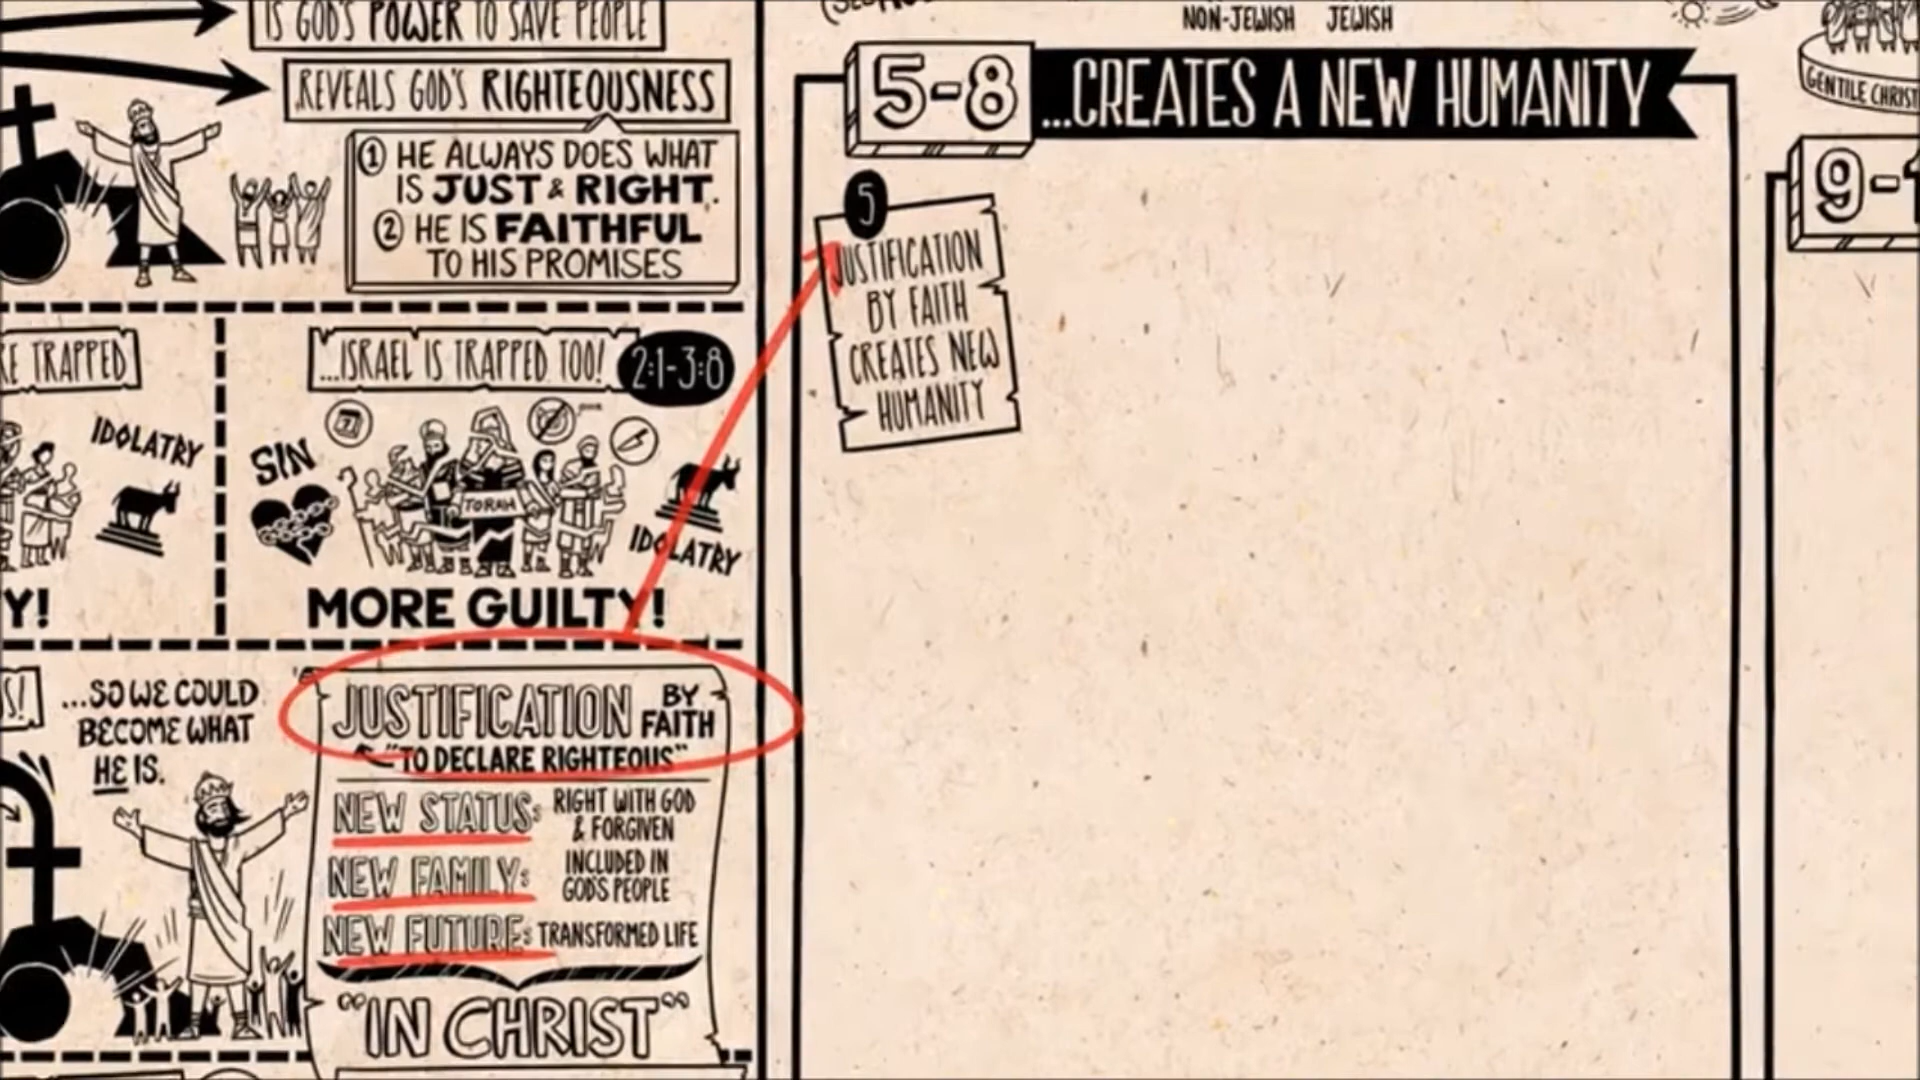 IS GOD'S POWER TO SAVE PEOPLE
REVEALS GOD'S RIGHTEOUSNESS
1 HE ALWAYS DOES WHAT
IS JUST & RIGHT.
2 HE IS FAITHFUL
TO HIS PROMISES
TRAPPED
IDOLATRY
Y!
...ISRAEL IS TRAPPED TOO!
2:1-3:8
7
SIN
TORAH
IDOLATRY
MORE GUILTY!
S!
...SO WE COULD
BECOME WHAT
HE IS.
JUSTIFICATION BY
FAITH
"TO DECLARE RIGHTEOUS"
NEW STATUS: RIGHT WITH GOD
& FORGIVEN
NEW FAMILY: INCLUDED IN
GOD'S PEOPLE
NEW FUTURE: TRANSFORMED LIFE
"IN CHRIST"
NON-JEWISH JEWISH
5-8 ...CREATES A NEW HUMANITY
5
JUSTIFICATION
BY FAITH
CREATES NEW
HUMANITY
GENTILE CHRIST
9-1